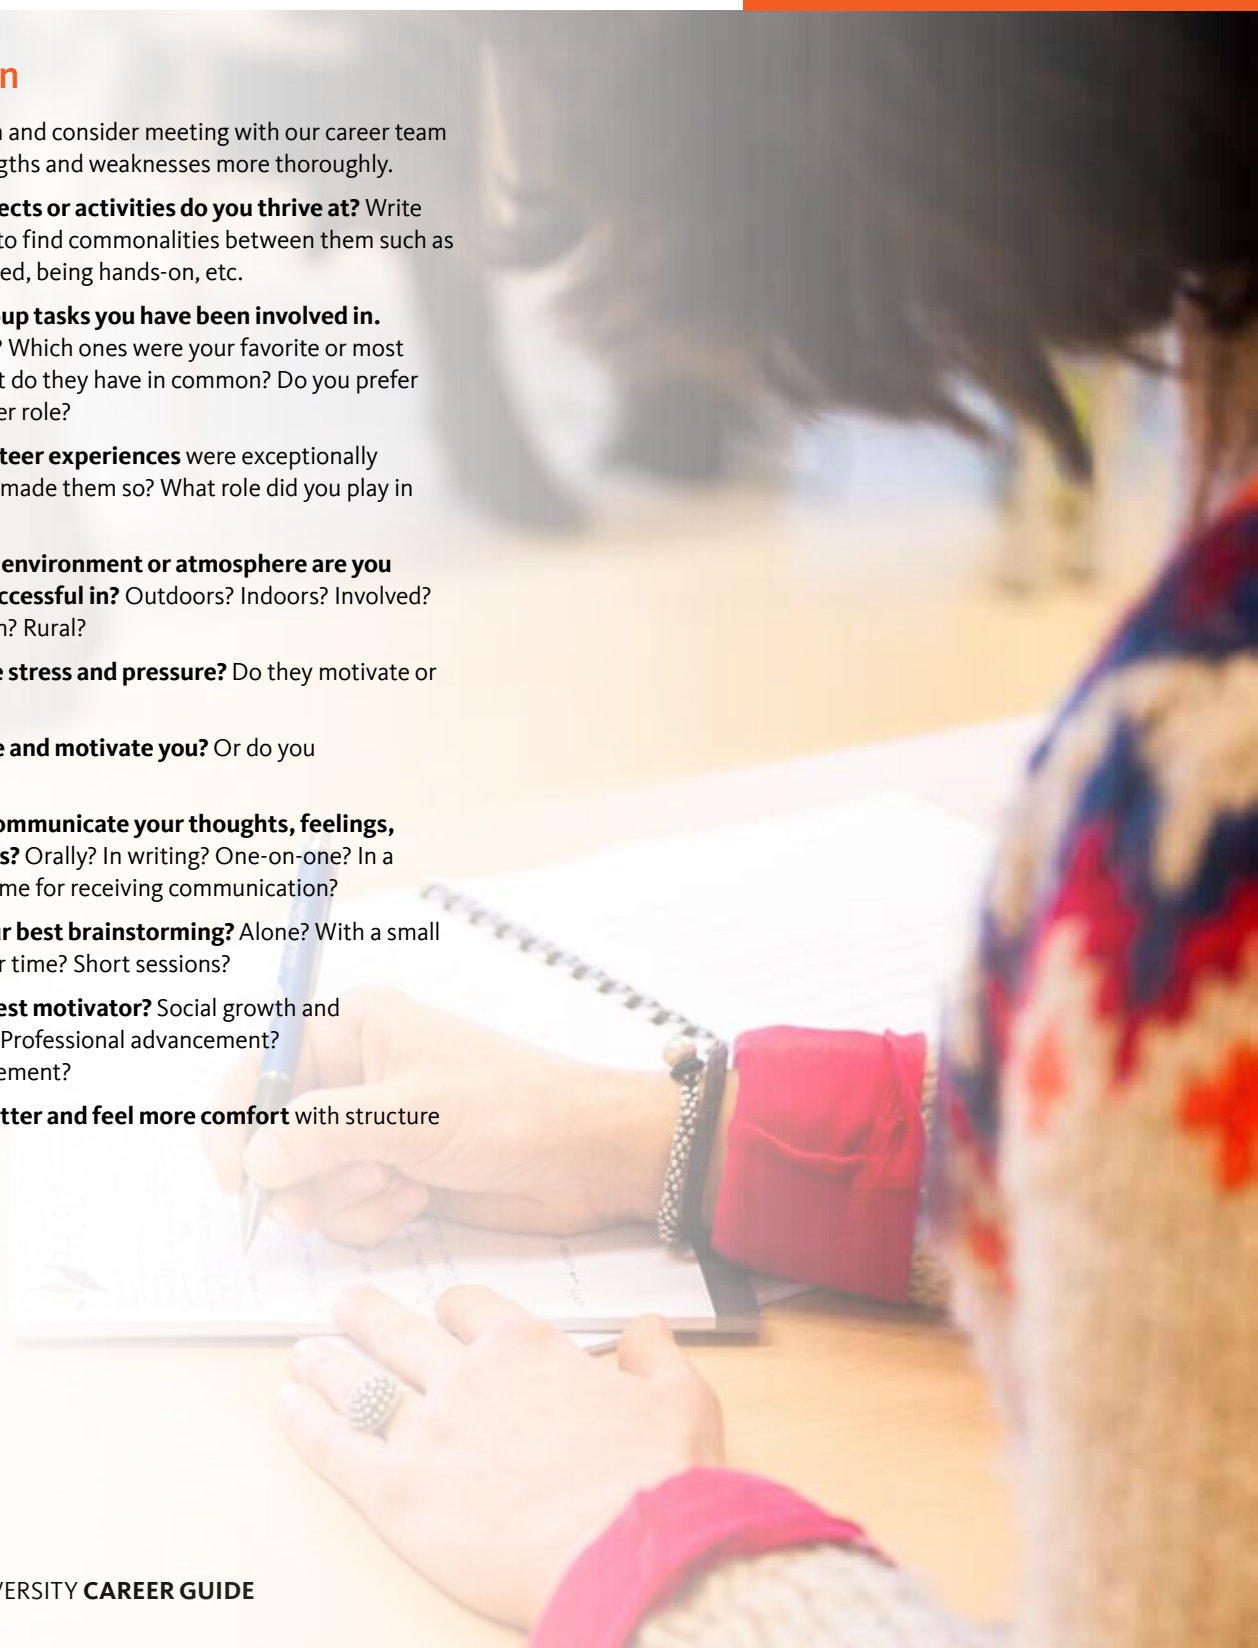 n
and consider meeting with our career team
gths and weaknesses more thoroughly.
ects or activities do you thrive at? Write
to find commonalities between them such as
ed, being hands-on, etc.
up tasks you have been involved in.
? Which ones were your favorite or most
t do they have in common? Do you prefer
er role?
teer experiences were exceptionally
made them so? What role did you play in
environment or atmosphere are you
ccessful in? Outdoors? Indoors? Involved?
n? Rural?
e stress and pressure? Do they motivate or
e and motivate you? Or do you
ommunicate your thoughts, feelings,
s? Orally? In writing? One-on-one? In a
me for receiving communication?
r best brainstorming? Alone? With a small
r time? Short sessions?
est motivator? Social growth and
Professional advancement?
ement?
tter and feel more comfort with structure
VERSITY CAREER GUIDE